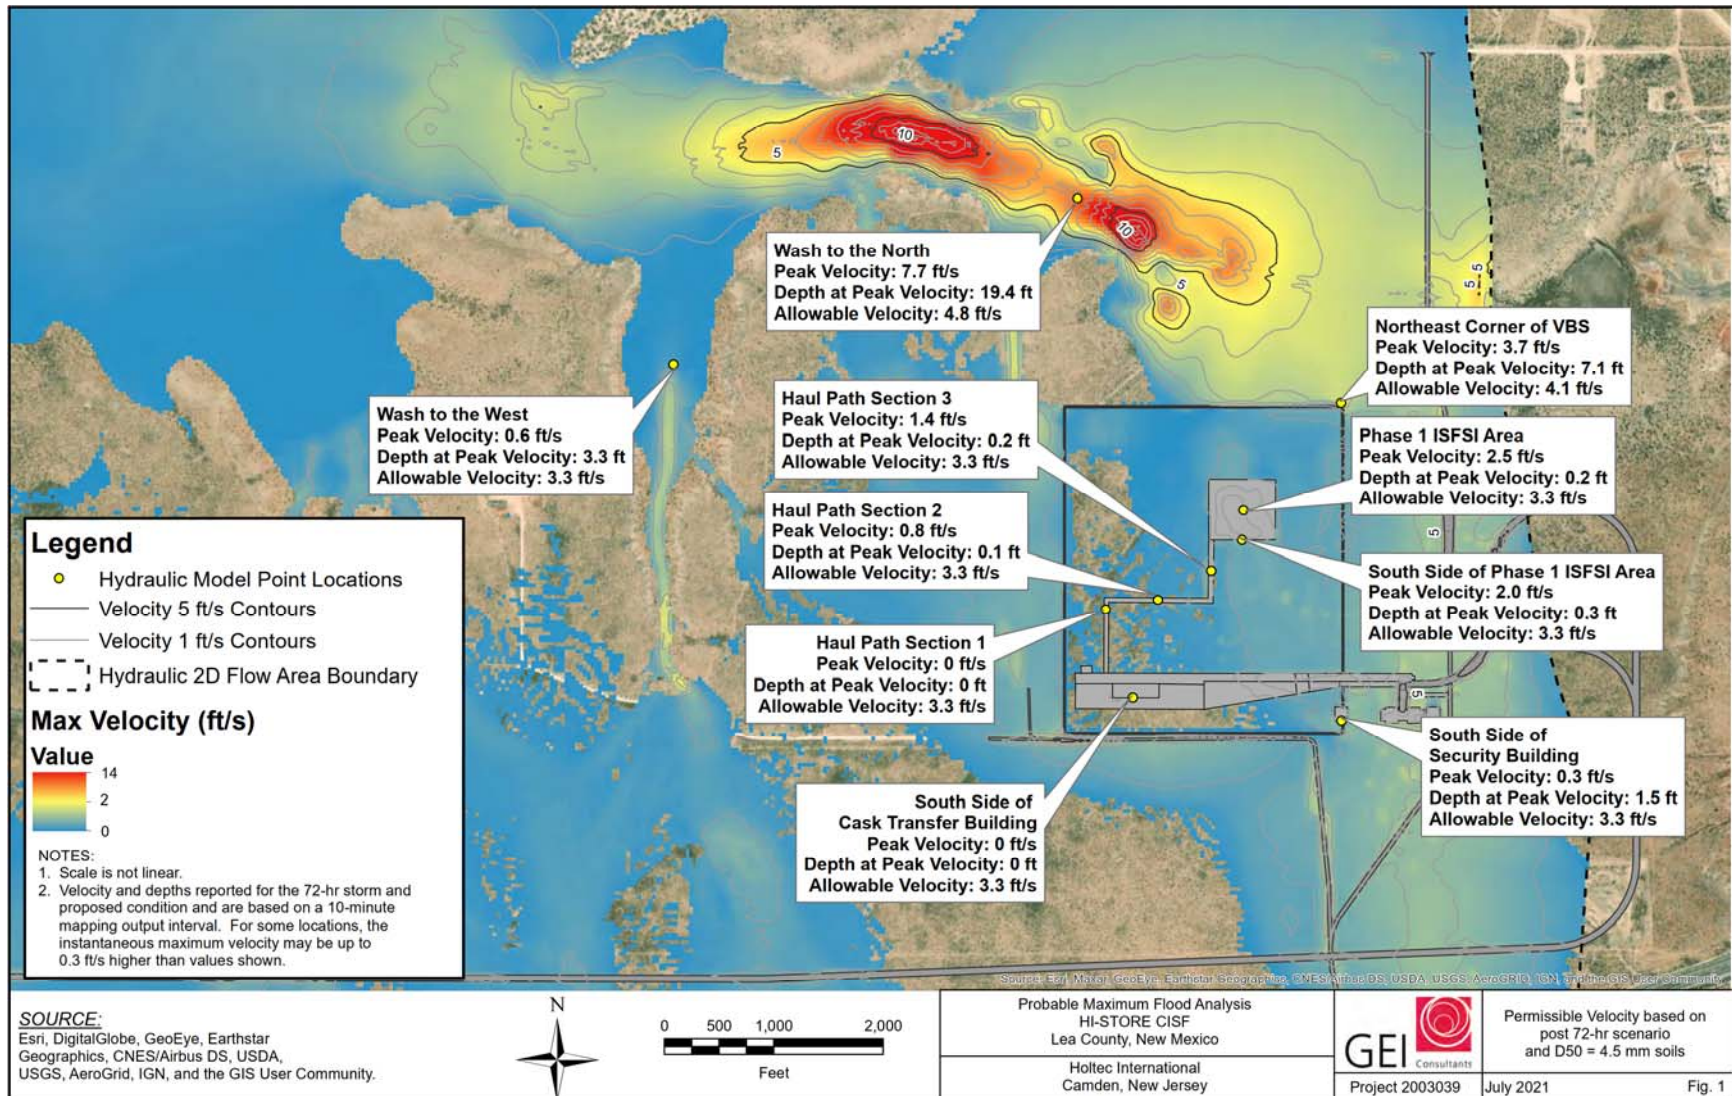 10
5
10
5
5
5
Wash to the North
Peak Velocity: 7.7 ft/s
Depth at Peak Velocity: 19.4 ft
Allowable Velocity: 4.8 ft/s
Northeast Corner of VBS
Peak Velocity: 3.7 ft/s
Depth at Peak Velocity: 7.1 ft
Allowable Velocity: 4.1 ft/s
Wash to the West
Peak Velocity: 0.6 ft/s
Depth at Peak Velocity: 3.3 ft
Allowable Velocity: 3.3 ft/s
Haul Path Section 3
Peak Velocity: 1.4 ft/s
Depth at Peak Velocity: 0.2 ft
Allowable Velocity: 3.3 ft/s
Phase 1 ISFSI Area
Peak Velocity: 2.5 ft/s
Depth at Peak Velocity: 0.2 ft
Allowable Velocity: 3.3 ft/s
Haul Path Section 2
Peak Velocity: 0.8 ft/s
Depth at Peak Velocity: 0.1 ft
Allowable Velocity: 3.3 ft/s
5
South Side of Phase 1 ISFSI Area
Peak Velocity: 2.0 ft/s
Depth at Peak Velocity: 0.3 ft
Allowable Velocity: 3.3 ft/s
Haul Path Section 1
Peak Velocity: 0 ft/s
Depth at Peak Velocity: 0 ft
Allowable Velocity: 3.3 ft/s
5
South Side of
Security Building
Peak Velocity: 0.3 ft/s
Depth at Peak Velocity: 1.5 ft
Allowable Velocity: 3.3 ft/s
South Side of
Cask Transfer Building
Peak Velocity: 0 ft/s
Depth at Peak Velocity: 0 ft
Allowable Velocity: 3.3 ft/s
Legend
Hydraulic Model Point Locations
Velocity 5 ft/s Contours
Velocity 1 ft/s Contours
Hydraulic 2D Flow Area Boundary
Max Velocity (ft/s)
Value
14
2
0
NOTES:
1. Scale is not linear.
2. Velocity and depths reported for the 72-hr storm and
proposed condition and are based on a 10-minute
mapping output interval. For some locations, the
instantaneous maximum velocity may be up to
0.3 ft/s higher than values shown.
Source: Esri, Maxar, GeoEye, Earthstar Geographics, CNES/Airbus DS, USDA, USGS, AeroGRID, IGN, and the GIS User Community
SOURCE:
Esri, DigitalGlobe, GeoEye, Earthstar
Geographics, CNES/Airbus DS, USDA,
USGS, AeroGrid, IGN, and the GIS User Community.
N
0 500 1,000 2,000
Feet
Probable Maximum Flood Analysis
HI-STORE CISF
Lea County, New Mexico
Holtec International
Camden, New Jersey
GEI
Consultants
Project 2003039
Permissible Velocity based on
post 72-hr scenario
and D50 = 4.5 mm soils
July 2021
Fig. 1